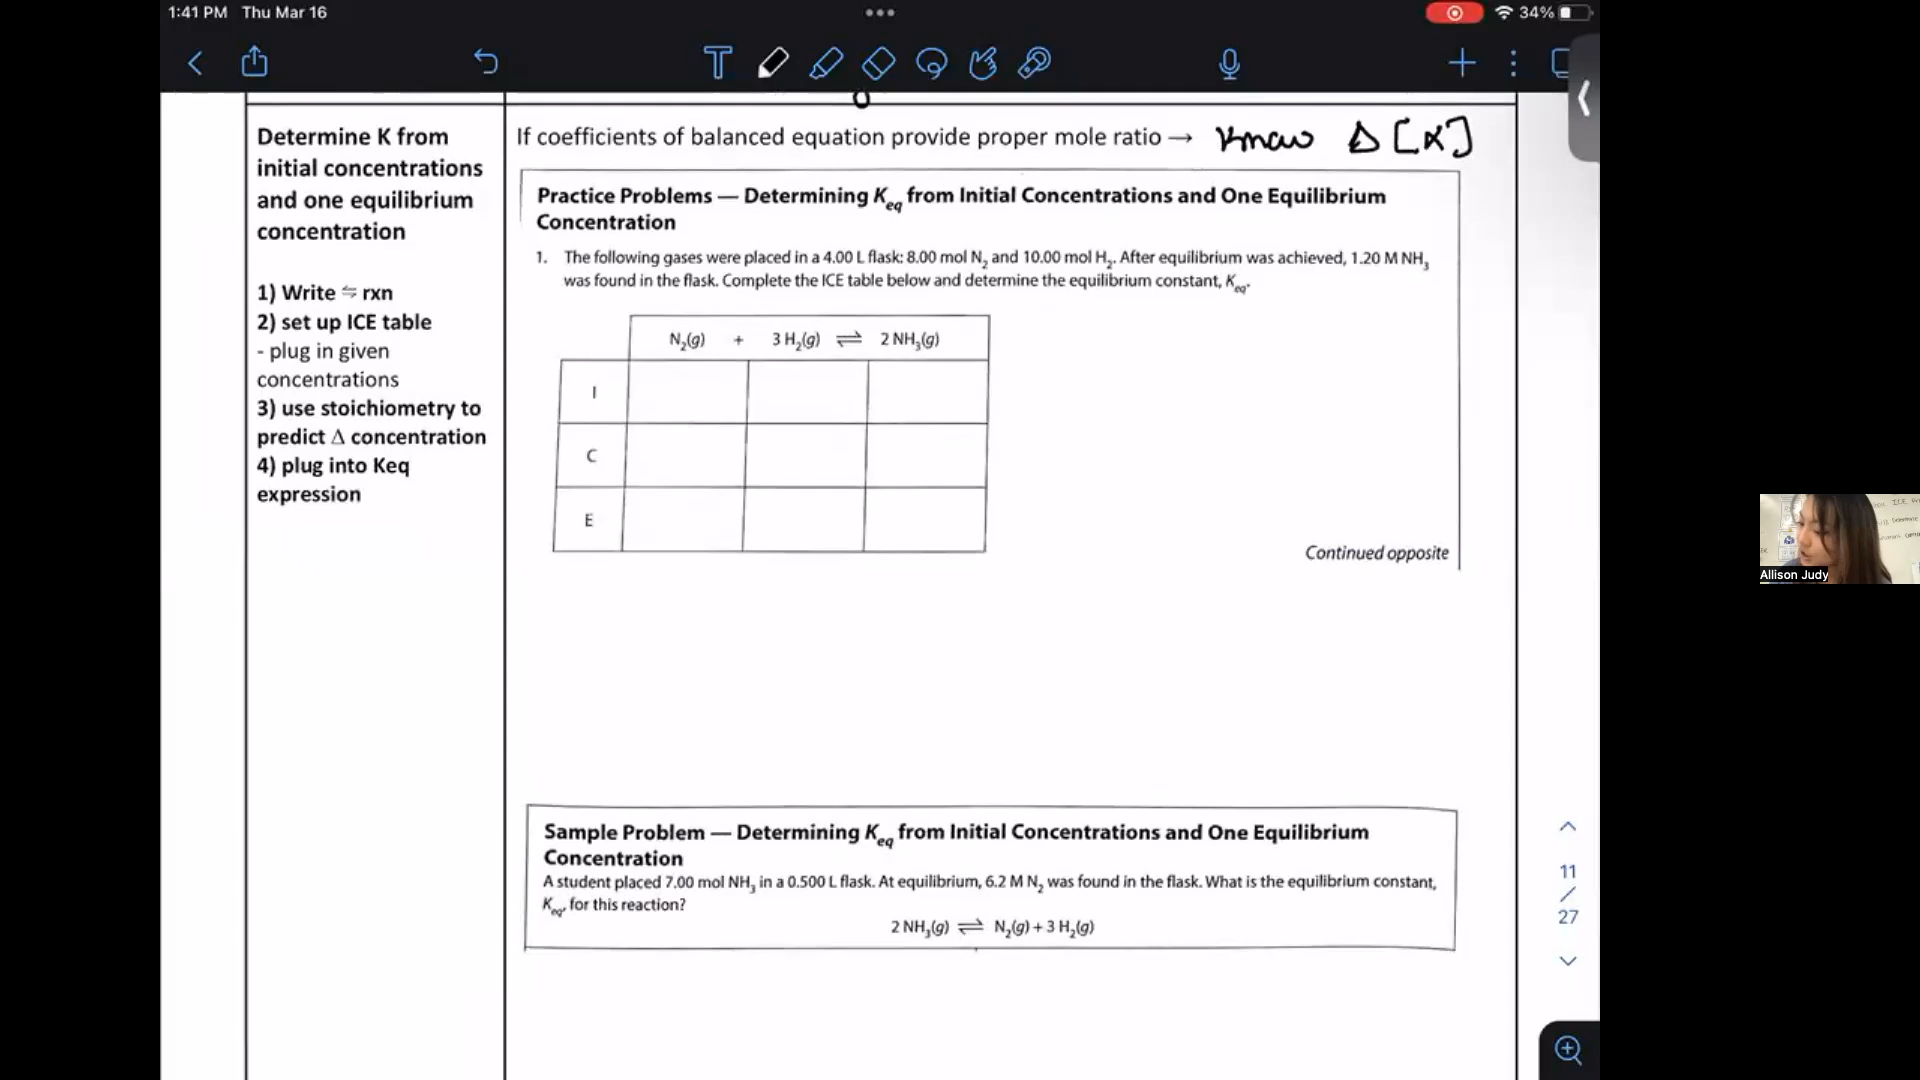 1:41 PM Thu Mar 16
34%
If coefficients of balanced equation provide proper mole ratio → know Δ [x]
Determine K from
initial concentrations
and one equilibrium
concentration
1) Write ⇋ rxn
2) set up ICE table
- plug in given
concentrations
3) use stoichiometry to
predict Δ concentration
4) plug into Keq
expression
Practice Problems — Determining Keq from Initial Concentrations and One Equilibrium
Concentration
1. The following gases were placed in a 4.00 L flask: 8.00 mol N₂ and 10.00 mol H₂. After equilibrium was achieved, 1.20 M NH₃
was found in the flask. Complete the ICE table below and determine the equilibrium constant, Keq.
N₂(g) + 3 H₂(g) ⇌ 2 NH₃(g)
I
C
E
Continued opposite
Sample Problem — Determining Keq from Initial Concentrations and One Equilibrium
Concentration
A student placed 7.00 mol NH₃ in a 0.500 L flask. At equilibrium, 6.2 M N₂ was found in the flask. What is the equilibrium constant,
Keq, for this reaction?
2 NH₃(g) ⇌ N₂(g) + 3 H₂(g)
11
/
27
Allison Judy